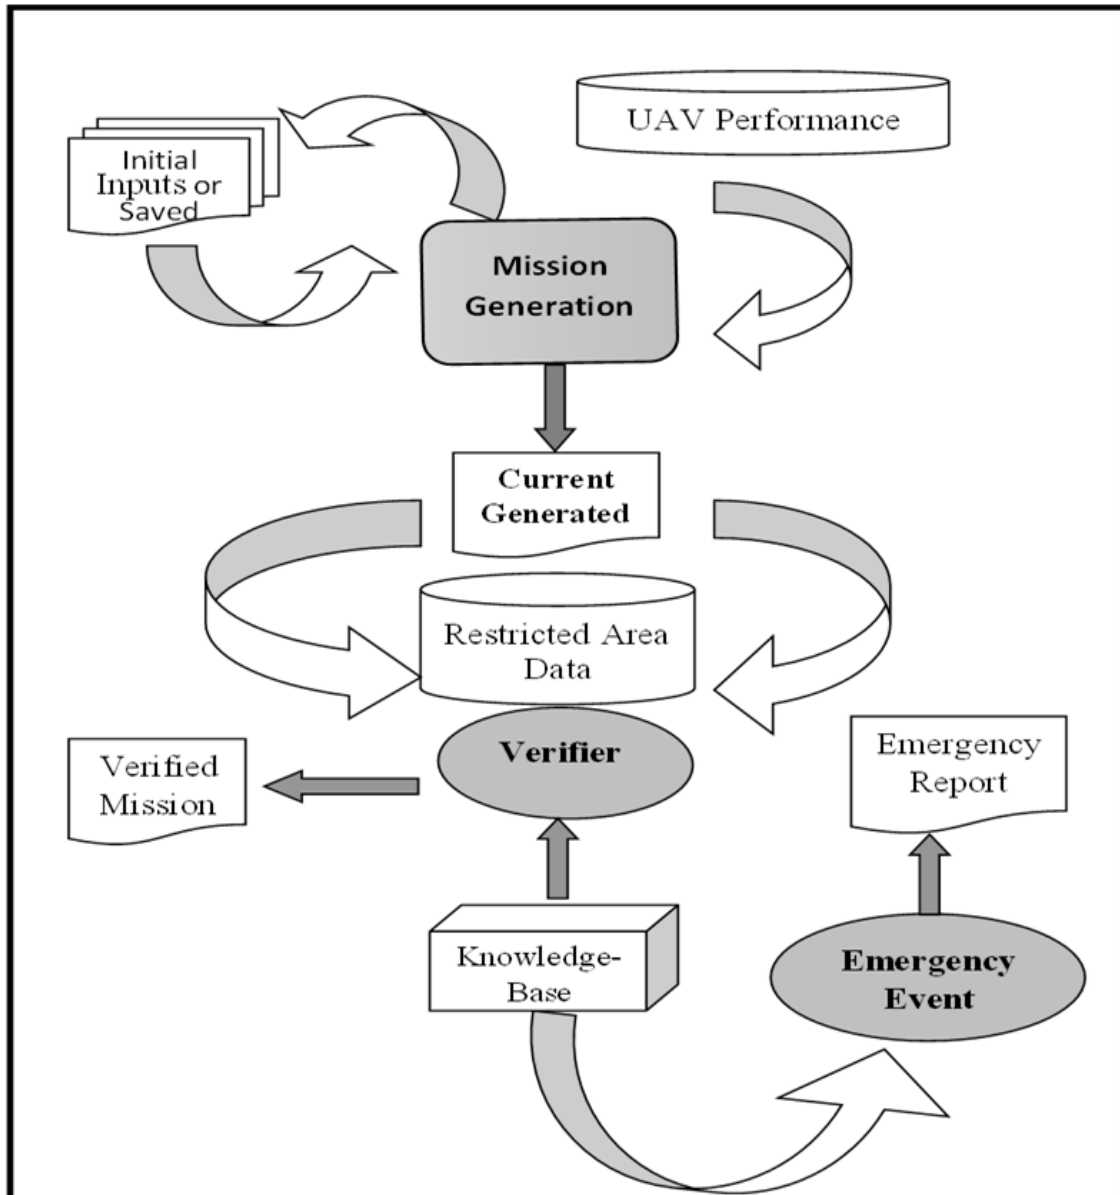 UAV Performance
Initial
Inputs or
Saved
Mission
Generation
Current
Generated
Restricted Area
Data
Verifier
Verified
Mission
Emergency
Report
Knowledge-
Base
Emergency
Event